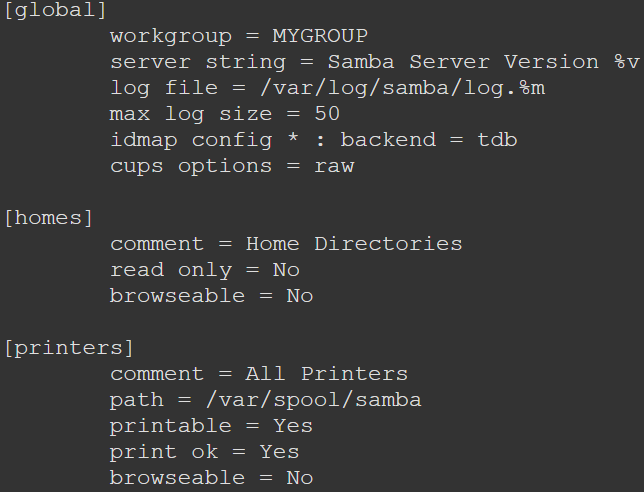 [global]
workgroup = MYGROUP
server string = Samba Server Version %v
log file = /var/log/samba/log.%m
max log size = 50
idmap config * : backend = tdb
cups options = raw
[homes]
comment = Home Directories
read only = No
browseable = No
[printers]
comment = All Printers
path = /var/spool/samba
printable = Yes
print ok = Yes
browseable = No